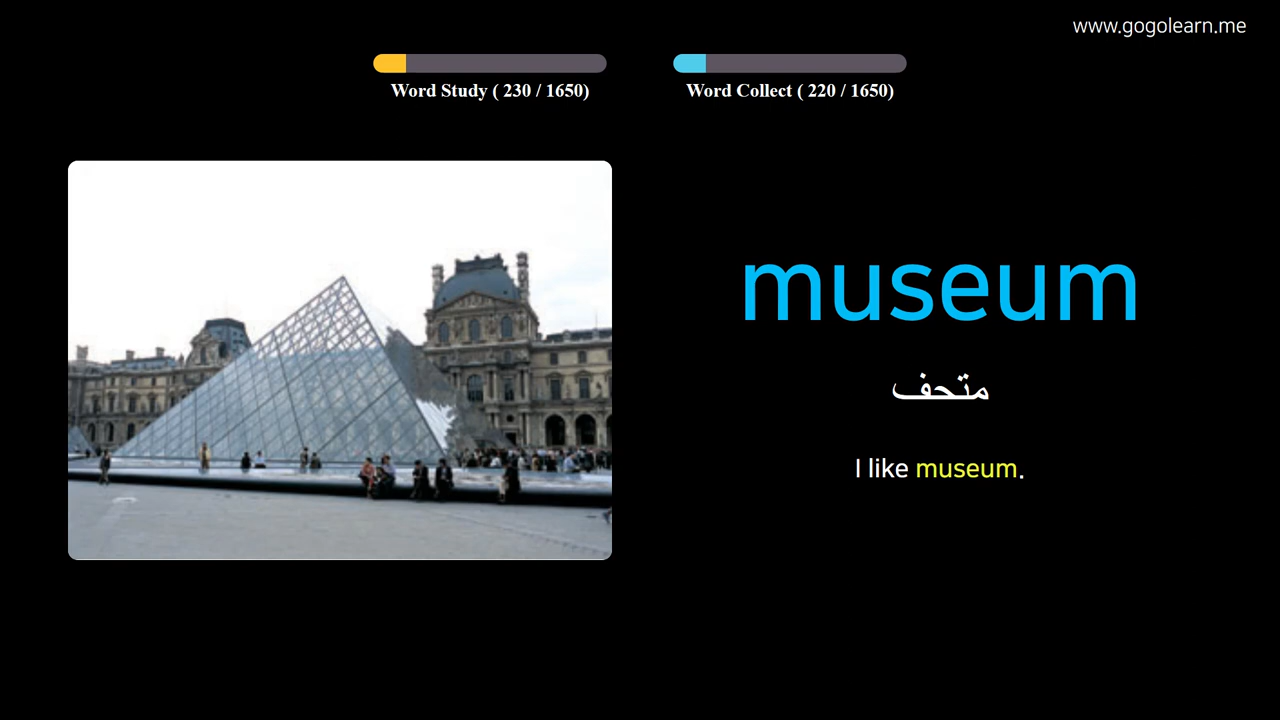 www.gogolearn.me
Word Study ( 230 / 1650)
Word Collect ( 220 / 1650)
museum
متحف
I like museum.